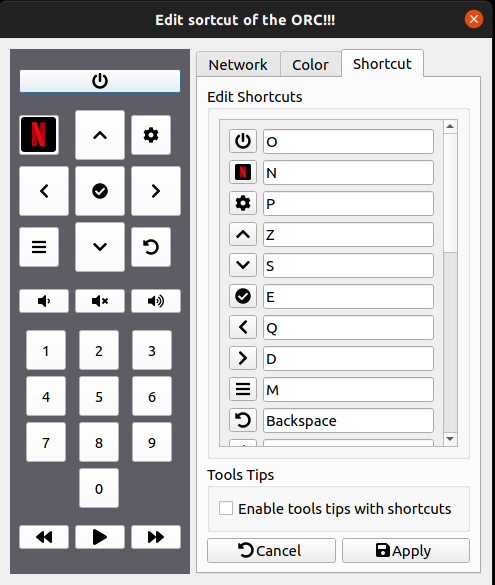 Edit sortcut of the ORC!!!
Network Color Shortcut
Edit Shortcuts
O
N
N
N
P
Z
S
E
Q
D
M
Backspace
1 2 3
4 5 6
7 8 9
0
Tools Tips
Enable tools tips with shortcuts
Cancel Apply